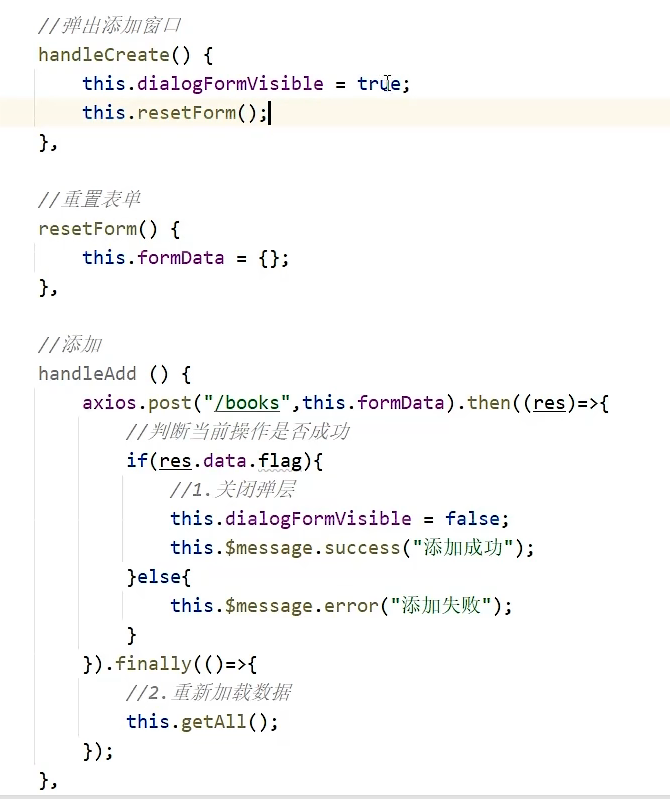 //弹出添加窗口
handleCreate() {
    this.dialogFormVisible = true;
    this.resetForm();
},

//重置表单
resetForm() {
    this.formData = {};
},

//添加
handleAdd () {
    axios.post("/books",this.formData).then((res)=>{
        //判断当前操作是否成功
        if(res.data.flag){
            //1.关闭弹层
            this.dialogFormVisible = false;
            this.$message.success("添加成功");
        }else{
            this.$message.error("添加失败");
        }
    }).finally(()=>{
        //2.重新加载数据
        this.getAll();
    });
},